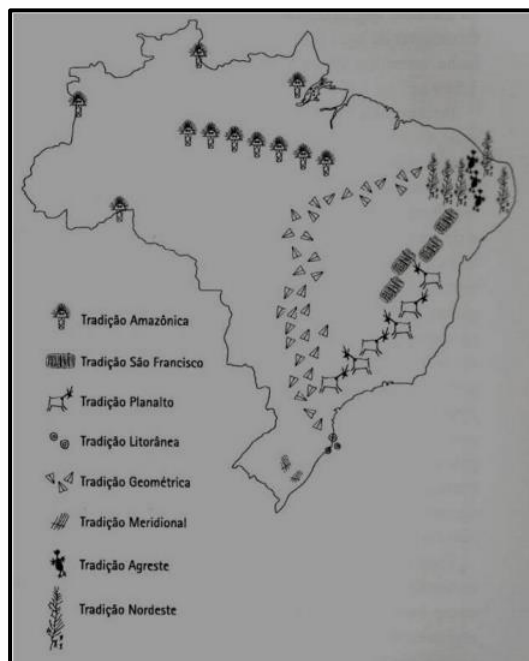 Tradição Amazônica
Tradição São Francisco
Tradição Planalto
Tradição Litorânea
Tradição Geométrica
Tradição Meridional
Tradição Agreste
Tradição Nordeste